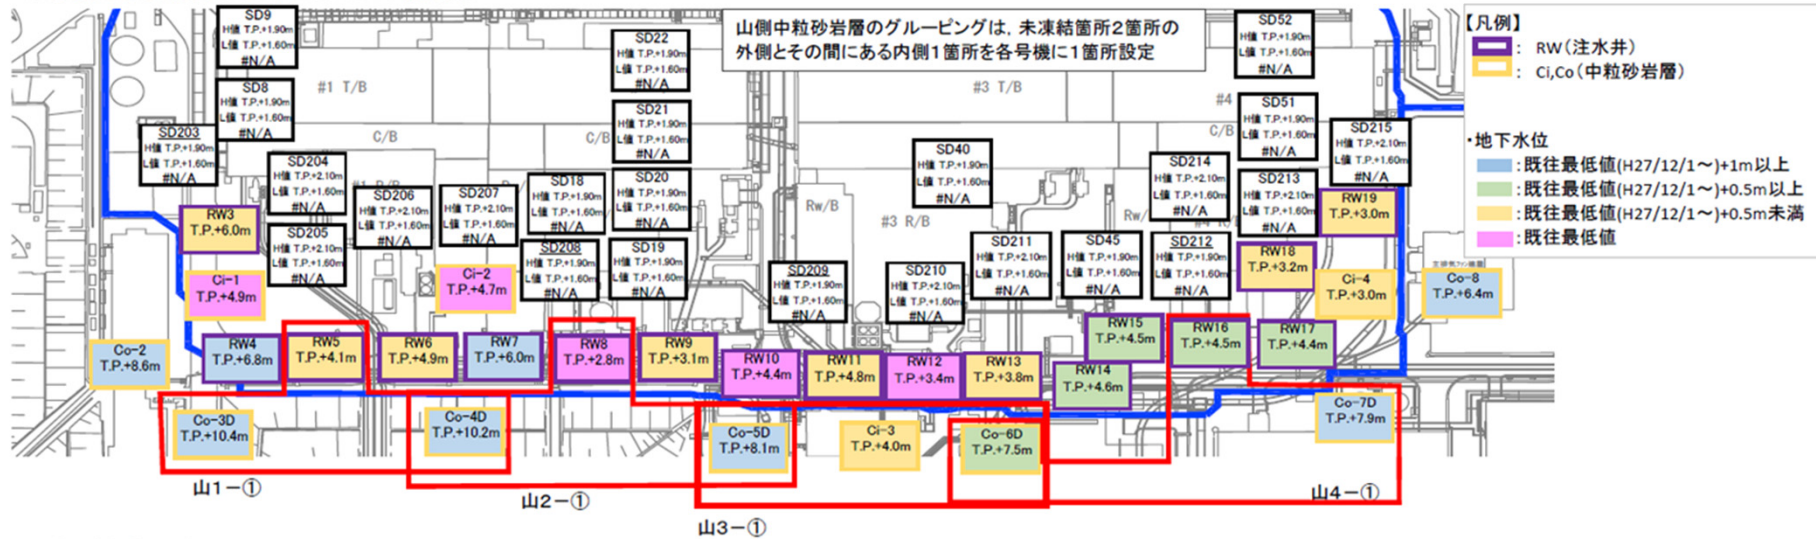 山側中粒砂岩層のグルーピングは，未凍結箇所2箇所の
外側とその間にある内側1箇所を各号機に1箇所設定
【凡例】
： RW（注水井）
： Ci,Co（中粒砂岩層）
・地下水位
：既往最低値(H27/12/1～)+1m以上
：既往最低値(H27/12/1～)+0.5m以上
：既往最低値(H27/12/1～)+0.5m未満
：既往最低値
SD9
H値 T.P.+1.90m
L値 T.P.+1.60m
#N/A
SD8
H値 T.P.+1.90m
L値 T.P.+1.60m
#N/A
SD203
H値 T.P.+1.90m
L値 T.P.+1.60m
#N/A
SD204
H値 T.P.+2.10m
L値 T.P.+1.60m
#N/A
SD205
H値 T.P.+2.10m
L値 T.P.+1.60m
#N/A
SD206
H値 T.P.+2.10m
L値 T.P.+1.60m
#N/A
SD207
H値 T.P.+2.10m
L値 T.P.+1.60m
#N/A
SD18
H値 T.P.+1.90m
L値 T.P.+1.60m
#N/A
SD208
H値 T.P.+1.90m
L値 T.P.+1.60m
#N/A
SD22
H値 T.P.+1.90m
L値 T.P.+1.60m
#N/A
SD21
H値 T.P.+1.90m
L値 T.P.+1.60m
#N/A
SD20
H値 T.P.+1.90m
L値 T.P.+1.60m
#N/A
SD19
H値 T.P.+1.90m
L値 T.P.+1.60m
#N/A
SD209
H値 T.P.+1.90m
L値 T.P.+1.60m
#N/A
SD40
H値 T.P.+1.90m
L値 T.P.+1.60m
#N/A
SD210
H値 T.P.+2.10m
L値 T.P.+1.60m
#N/A
SD211
H値 T.P.+2.10m
L値 T.P.+1.60m
#N/A
SD45
H値 T.P.+1.90m
L値 T.P.+1.60m
#N/A
SD214
H値 T.P.+2.10m
L値 T.P.+1.60m
#N/A
SD212
H値 T.P.+1.90m
L値 T.P.+1.60m
#N/A
SD52
H値 T.P.+1.90m
L値 T.P.+1.60m
#N/A
SD51
H値 T.P.+1.90m
L値 T.P.+1.60m
#N/A
SD213
H値 T.P.+2.10m
L値 T.P.+1.60m
#N/A
SD215
H値 T.P.+2.10m
L値 T.P.+1.60m
#N/A
#1 T/B
C/B
C/B
Rw/B
#3 T/B
#3 R/B
#4
C/B
Rw/
RW3
T.P.+6.0m
Ci-1
T.P.+4.9m
Ci-2
T.P.+4.7m
RW19
T.P.+3.0m
RW18
T.P.+3.2m
Ci-4
T.P.+3.0m
Co-8
T.P.+6.4m
Co-2
T.P.+8.6m
RW4
T.P.+6.8m
RW5
T.P.+4.1m
RW6
T.P.+4.9m
RW7
T.P.+6.0m
RW8
T.P.+2.8m
RW9
T.P.+3.1m
RW10
T.P.+4.4m
RW11
T.P.+4.8m
RW12
T.P.+3.4m
RW13
T.P.+3.8m
RW14
T.P.+4.6m
RW15
T.P.+4.5m
RW16
T.P.+4.5m
RW17
T.P.+4.4m
Co-3D
T.P.+10.4m
Co-4D
T.P.+10.2m
Co-5D
T.P.+8.1m
Ci-3
T.P.+4.0m
Co-6D
T.P.+7.5m
Co-7D
T.P.+7.9m
山1－①
山2－①
山3－①
山4－①